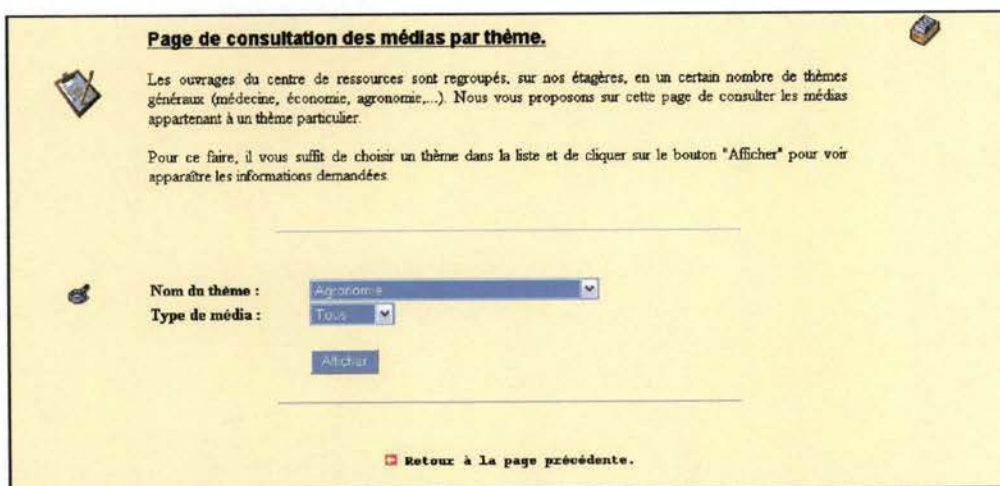 Page de consultation des médias par thème.
Les ouvrages du centre de ressources sont regroupés, sur nos étagères, en un certain nombre de thèmes
généraux (médecine, économie, agronomie,...). Nous vous proposons sur cette page de consulter les médias
appartenant à un thème particulier.
Pour ce faire, il vous suffit de choisir un thème dans la liste et de cliquer sur le bouton "Afficher" pour voir
apparaître les informations demandées.
Nom du thème : Agronomie
Type de média : Tous
Afficher
Retour à la page précédente.